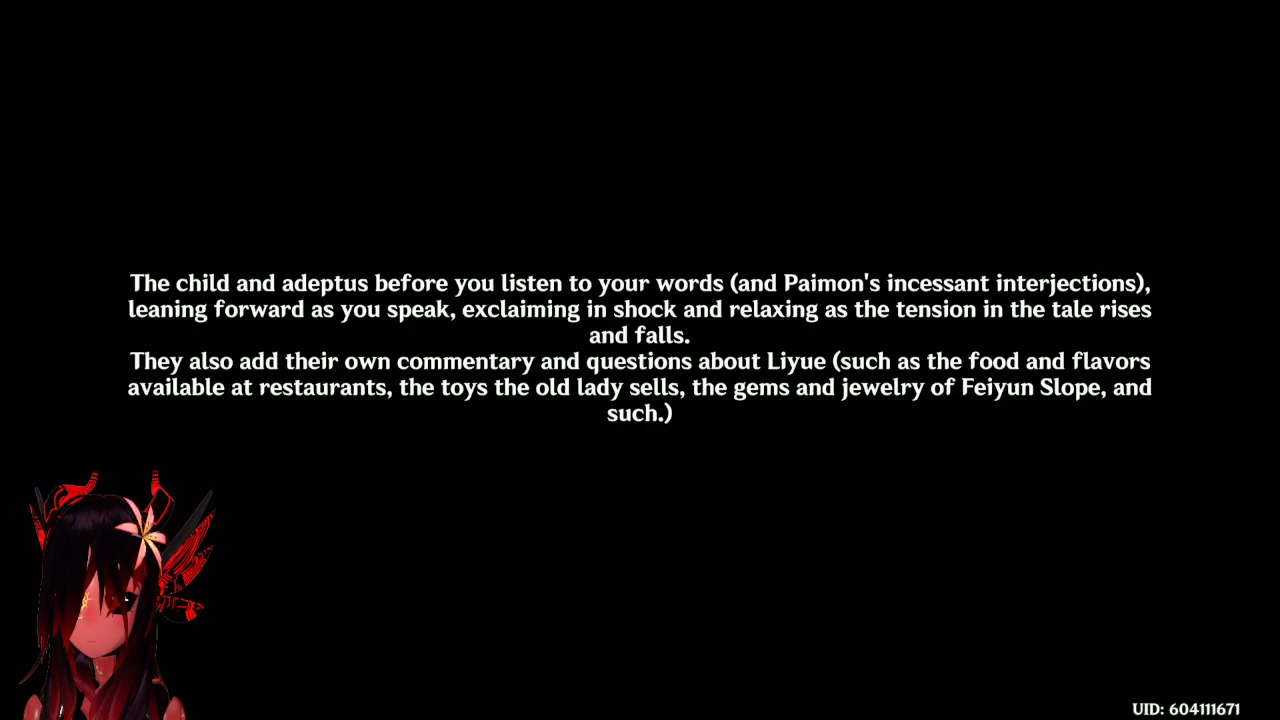 The child and adeptus before you listen to your words (and Paimon's incessant interjections),
leaning forward as you speak, exclaiming in shock and relaxing as the tension in the tale rises
and falls.
They also add their own commentary and questions about Liyue (such as the food and flavors
available at restaurants, the toys the old lady sells, the gems and jewelry of Feiyun Slope, and
such.)
UID: 604111671